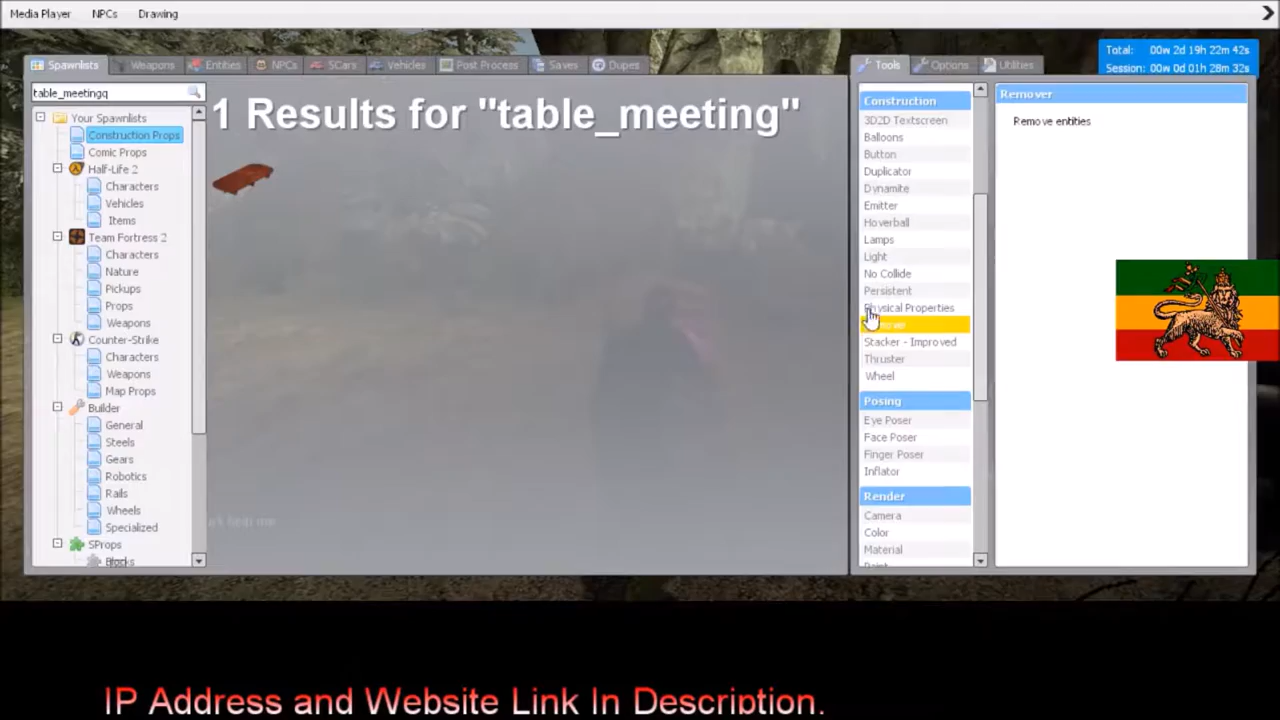 Media Player NPCs Drawing
Total: 00w 2d 19h 22m 42s
Session: 00w 0d 01h 28m 32s
Spawnlists Weapons Entities NPCs SCars Vehicles Post Process Saves Dupes
Tools Options Utilities
table_meetingq
1 Results for "table_meeting"
Your Spawnlists
Construction Props
Comic Props
Half-Life 2
Characters
Vehicles
Items
Team Fortress 2
Characters
Nature
Pickups
Props
Weapons
Counter-Strike
Characters
Weapons
Map Props
Builder
General
Steels
Gears
Robotics
Rails
Wheels
Specialized
SProps
Blocks
Construction
3D2D Textscreen
Balloons
Button
Duplicator
Dynamite
Emitter
Hoverball
Lamps
Light
No Collide
Persistent
Physical Properties
Stacker - Improved
Thruster
Wheel
Posing
Eye Poser
Face Poser
Finger Poser
Inflator
Render
Camera
Color
Material
Paint
Remover
Remove entities
IP Address and Website Link In Description.